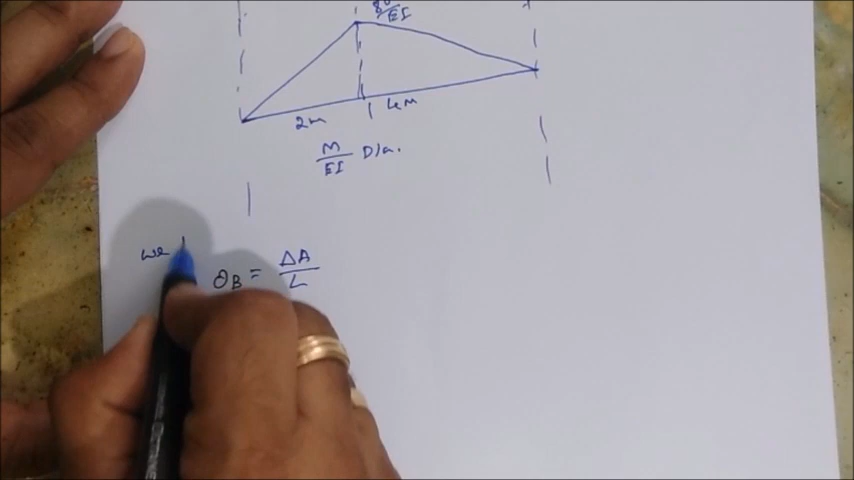 80/EI
2m 4m
M/EI Dia.
we
θB = ΔA/L